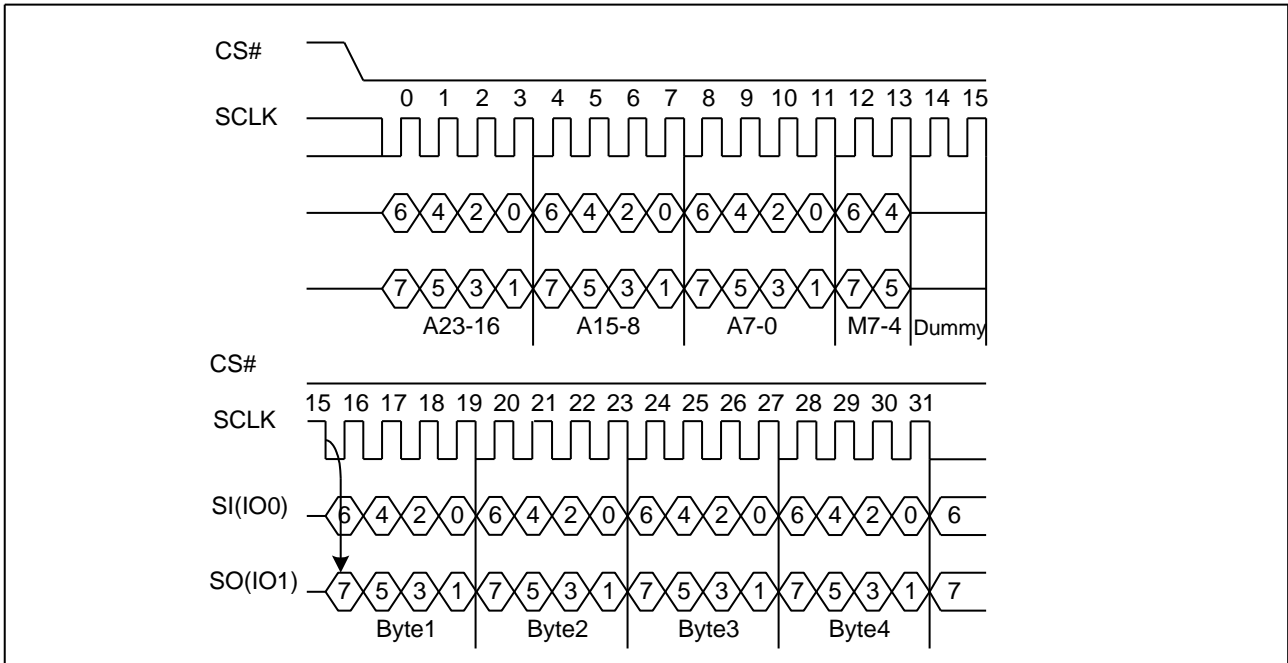 CS#
0 1 2 3 4 5 6 7 8 9 10 11 12 13 14 15
SCLK
6 4 2 0 6 4 2 0 6 4 2 0 6 4
7 5 3 1 7 5 3 1 7 5 3 1 7 5
A23-16 A15-8 A7-0 M7-4 Dummy
CS#
15 16 17 18 19 20 21 22 23 24 25 26 27 28 29 30 31
SCLK
SI(IO0) 6 4 2 0 6 4 2 0 6 4 2 0 6 4 2 0 6
SO(IO1) 7 5 3 1 7 5 3 1 7 5 3 1 7 5 3 1 7
Byte1 Byte2 Byte3 Byte4